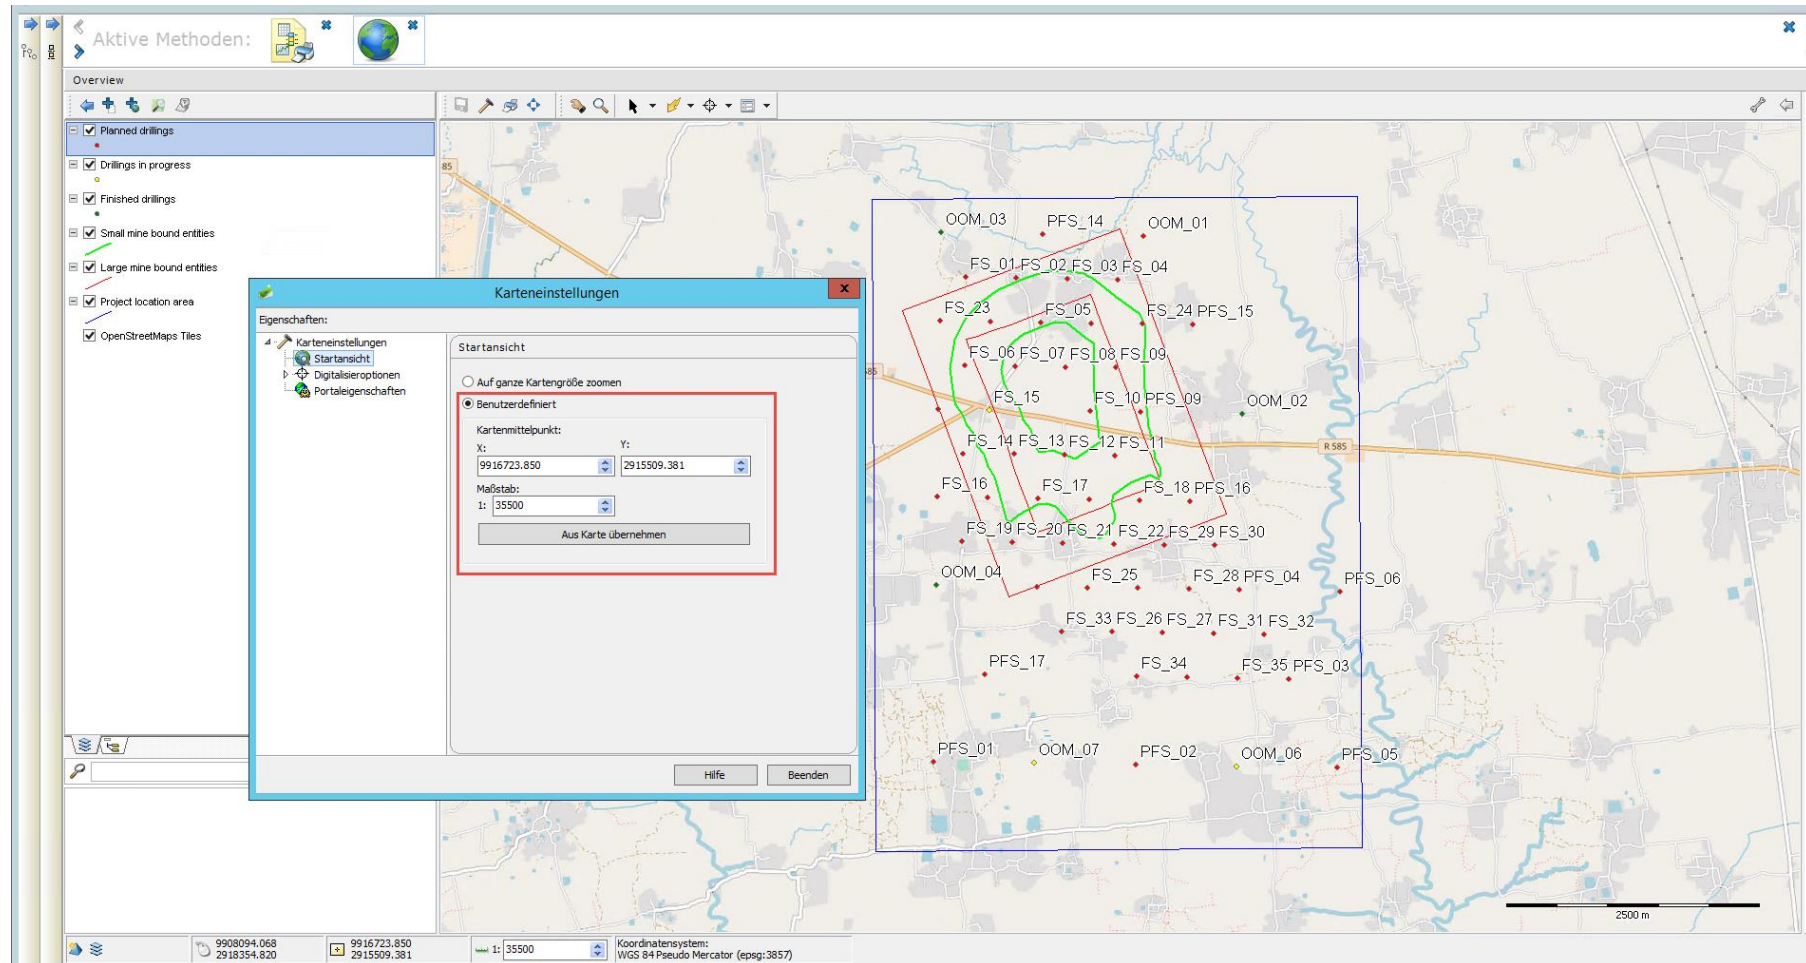 Aktive Methoden:
Overview
Planned drillings
Drillings in progress
Finished drillings
Small mine bound entities
Large mine bound entities
Project location area
OpenStreetMaps Tiles
Karteneinstellungen
x
Eigenschaften:
Karteneinstellungen
Startansicht
Digitalisieroptionen
Portaleigenschaften
Startansicht
Auf ganze Kartengröße zoomen
Benutzerdefiniert
Kartenmittelpunkt:
X: Y:
9916723.850 2915509.381
Maßstab:
1: 35500
Aus Karte übernehmen
Hilfe Beenden
585
585
R 585
OOM_03 PFS_14 OOM_01
FS_01 FS_02 FS_03 FS_04
FS_23 FS_05 FS_24 PFS_15
FS_06 FS_07 FS_08 FS_09
FS_15 FS_10 PFS_09 OOM_02
FS_14 FS_13 FS_12 FS_11
FS_16 FS_17 FS_18 PFS_16
FS_19 FS_20 FS_21 FS_22 FS_29 FS_30
OOM_04 FS_25 FS_28 PFS_04 PFS_06
FS_33 FS_26 FS_27 FS_31 FS_32
PFS_17 FS_34 FS_35 PFS_03
PFS_01 OOM_07 PFS_02 OOM_06 PFS_05
2500 m
9908094.068
2918354.820
9916723.850
2915509.381
1: 35500
Koordinatensystem:
WGS 84 Pseudo Mercator (epsg:3857)